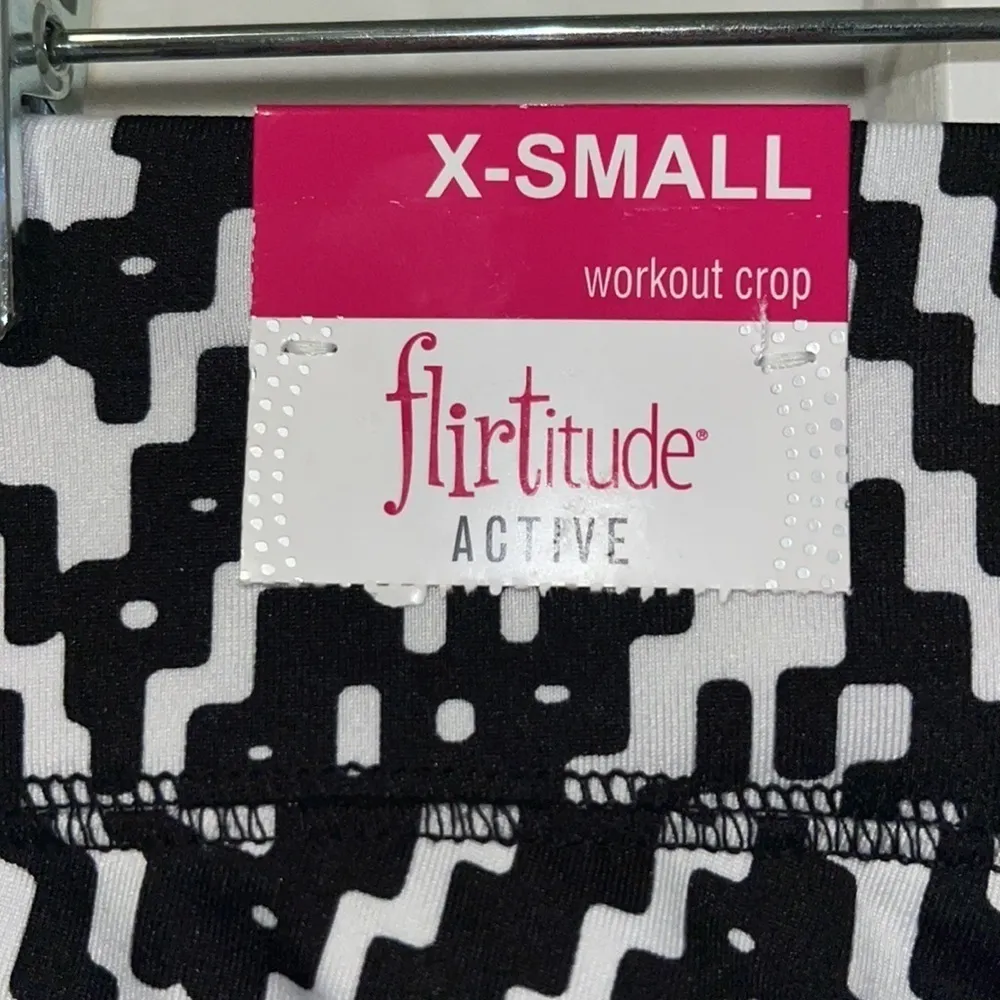 X-SMALL
workout crop
flirtitude®
ACTIVE